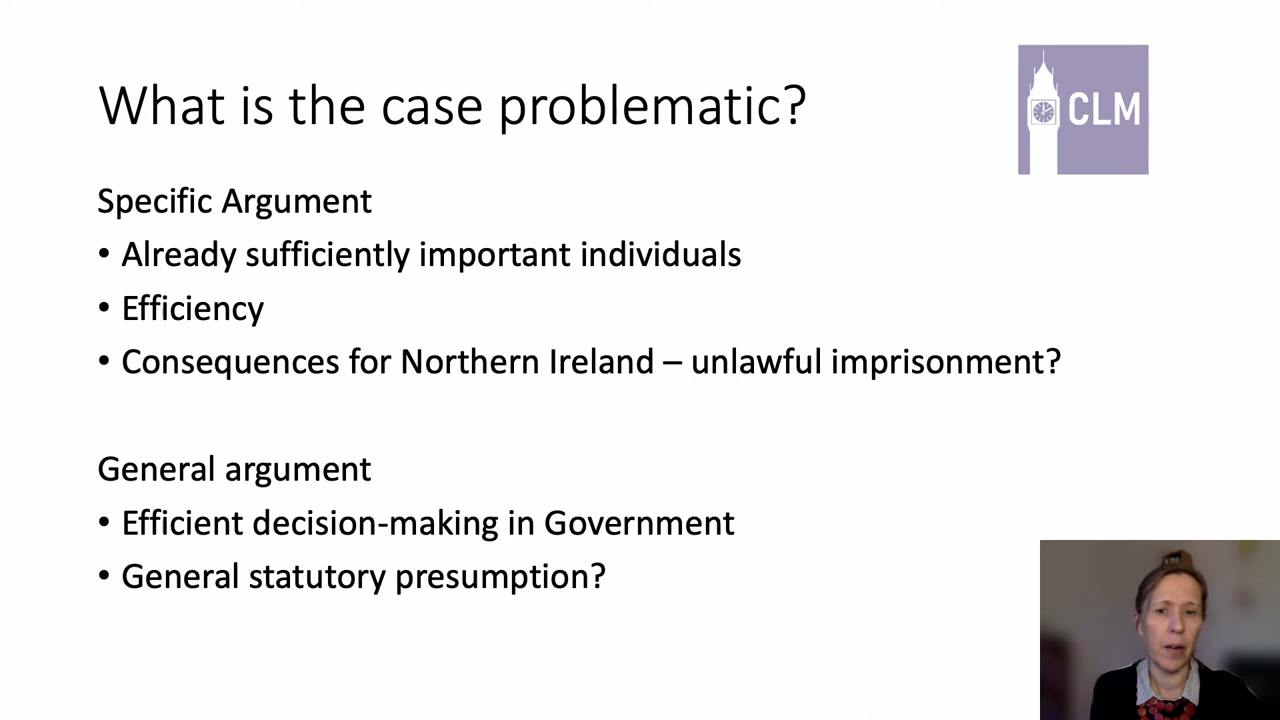 What is the case problematic?
CLM
Specific Argument
• Already sufficiently important individuals
• Efficiency
• Consequences for Northern Ireland – unlawful imprisonment?
General argument
• Efficient decision-making in Government
• General statutory presumption?